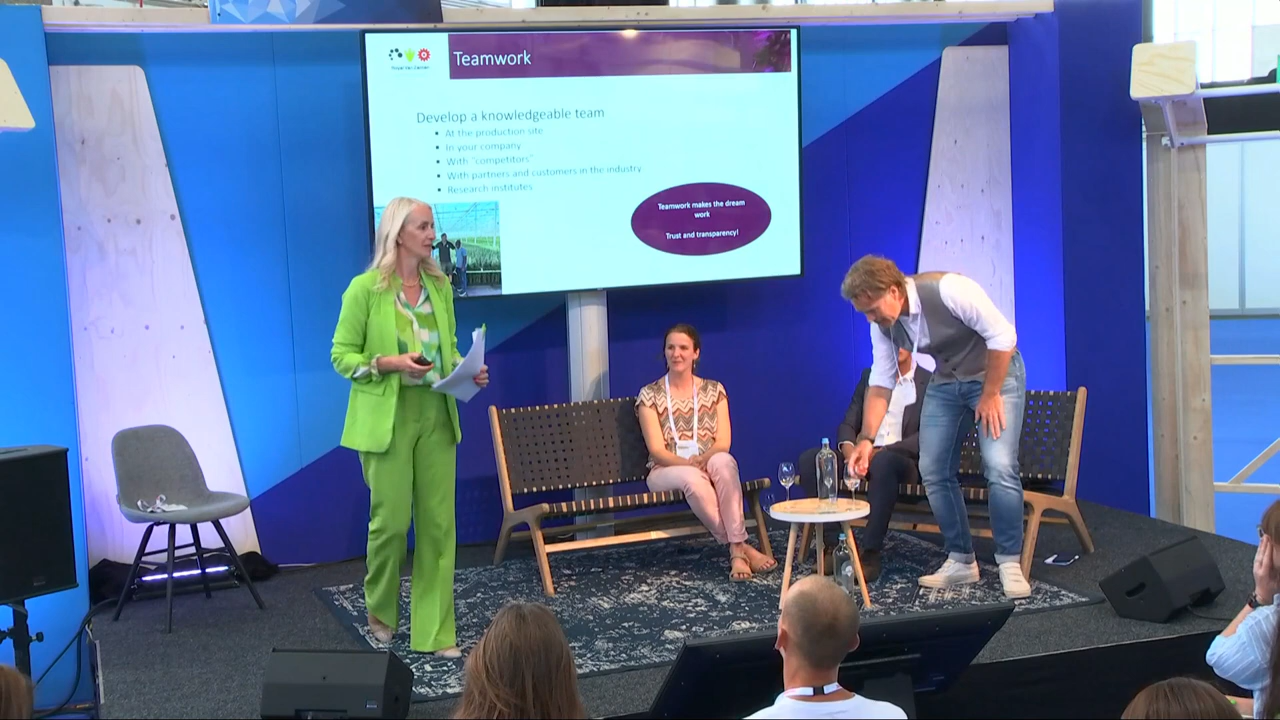 Teamwork
Develop a knowledgeable team
At the production site
In your company
With "competitors"
With partners and customers in the industry
Research institutes
Teamwork makes the dream
work
Trust and transparency!